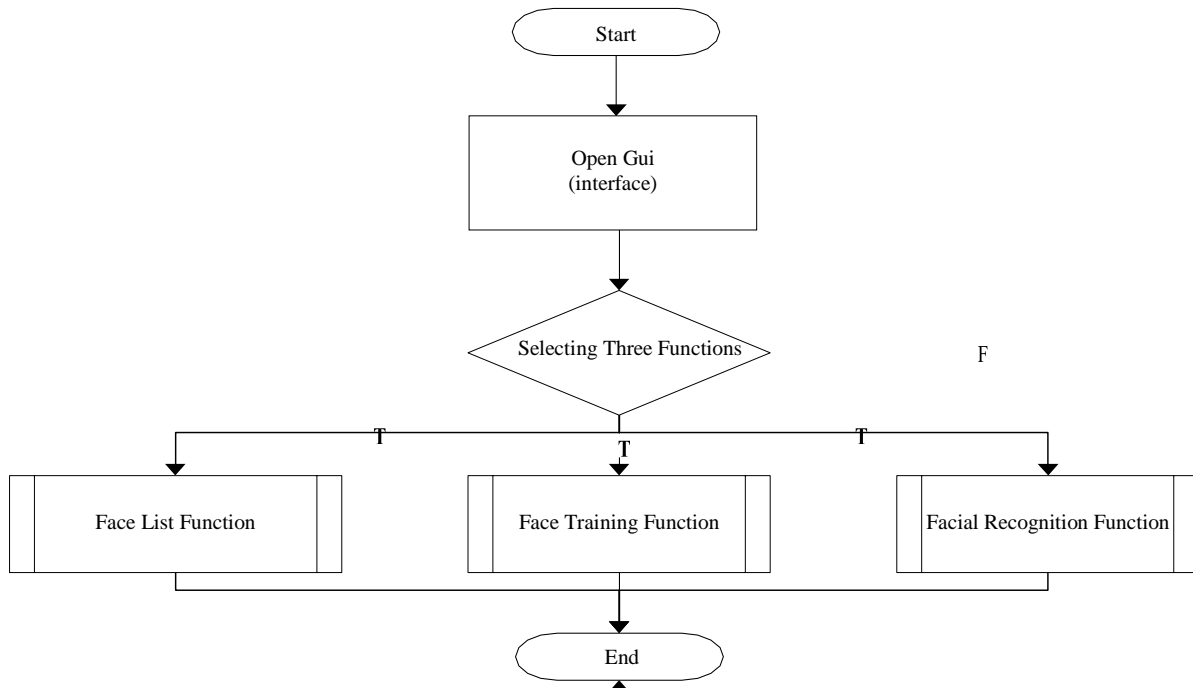 Start
Open Gui
(interface)
Selecting Three Functions
F
T
T
T
Face List Function
Face Training Function
Facial Recognition Function
End